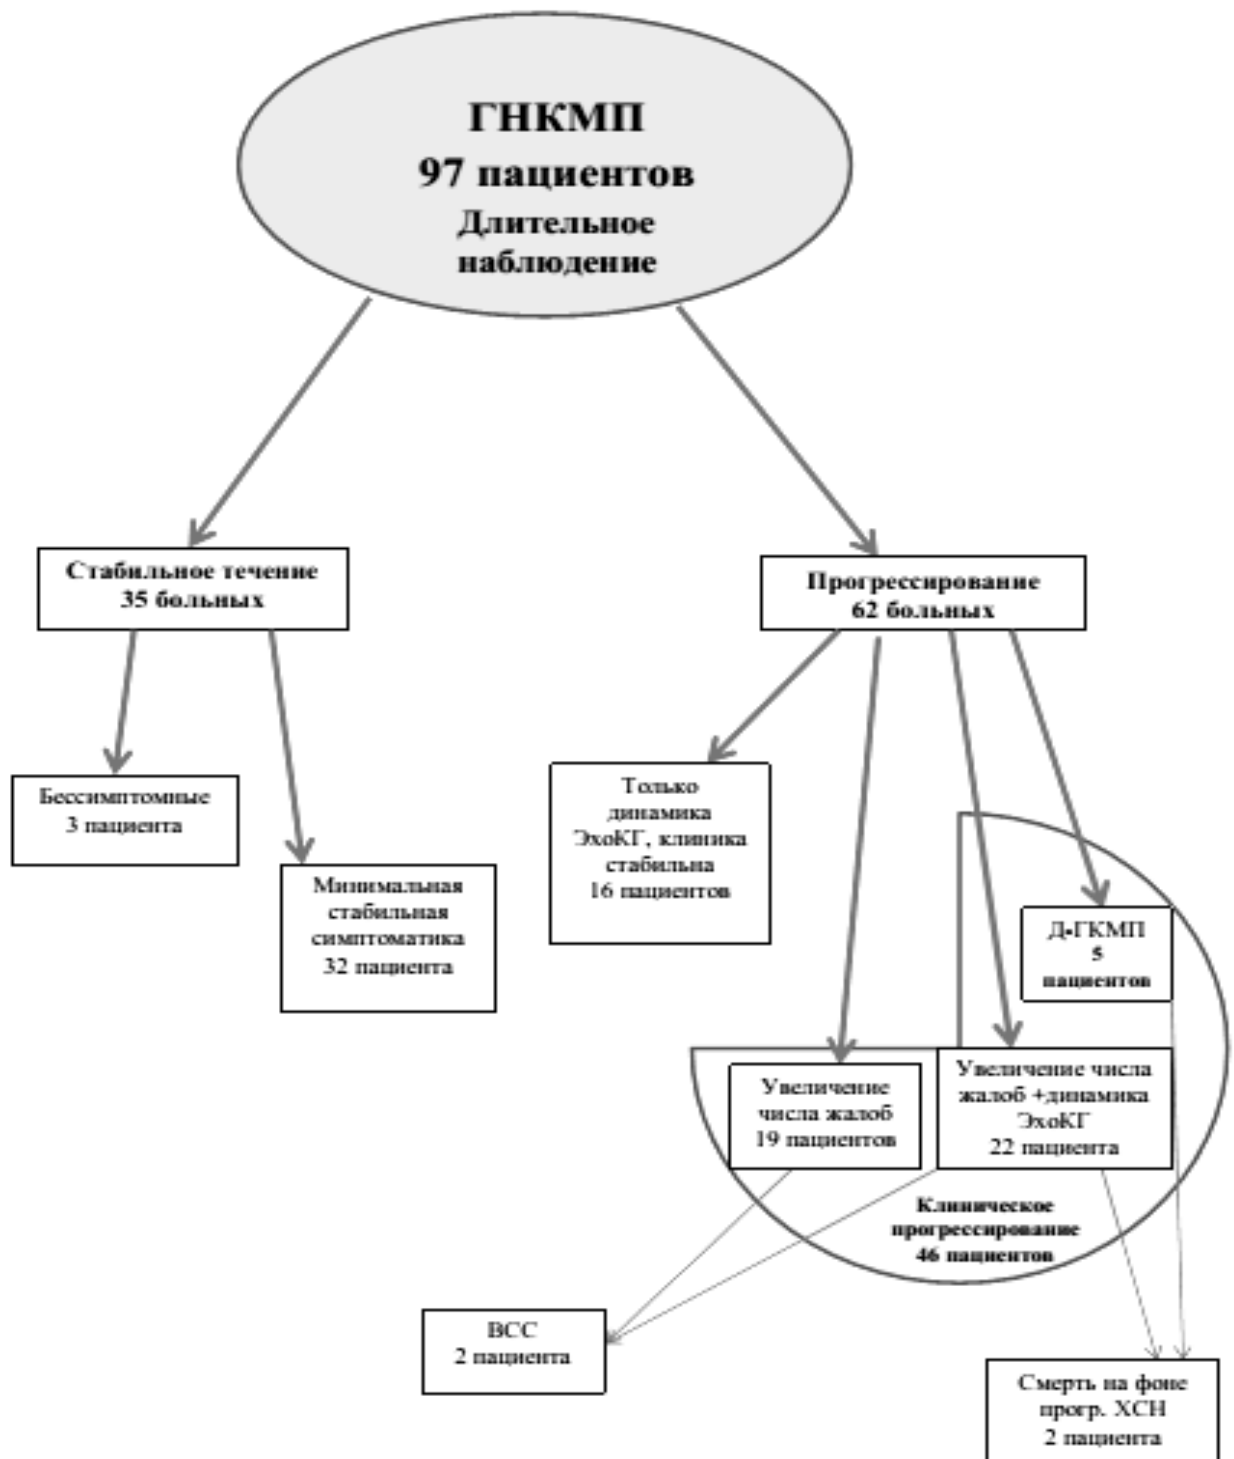 ГНКМП
97 пациентов
Длительное
наблюдение
Стабильное течение
35 больных
Прогрессирование
62 больных
Бессимптомные
3 пациента
Минимальная
стабильная
симптоматика
32 пациента
Только
динамика
ЭхоКГ, клиника
стабильна
16 пациентов
Д-ГКМП
5
пациентов
Увеличение
числа жалоб
19 пациентов
Увеличение числа
жалоб +динамика
ЭхоКГ
22 пациента
Клиническое
прогрессирование
46 пациентов
ВСС
2 пациента
Смерть на фоне
прогр. ХСН
2 пациента